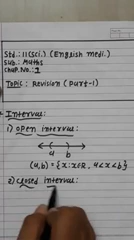 Std.: 11 (Sci.) (English medi.)
Sub.: Maths
Chap. No.: 1
Topic: Revision (Part-1)
Interval:
1) open interval:
a b
(a,b) = {x: x∈R, a<x<b}
2) closed interval: